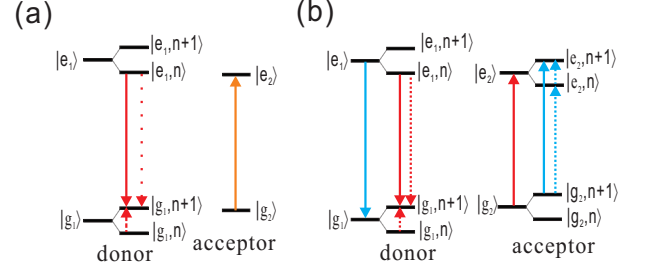 (a)
|e₁⟩
|e₁,n+1⟩
|e₁,n⟩
|e₂⟩
|g₁⟩
|g₁,n+1⟩
|g₁,n⟩
|g₂⟩
donor
acceptor
(b)
|e₁⟩
|e₁,n+1⟩
|e₁,n⟩
|e₂⟩
|e₂,n+1⟩
|e₂,n⟩
|g₁⟩
|g₁,n+1⟩
|g₁,n⟩
|g₂⟩
|g₂,n+1⟩
|g₂,n⟩
donor
acceptor